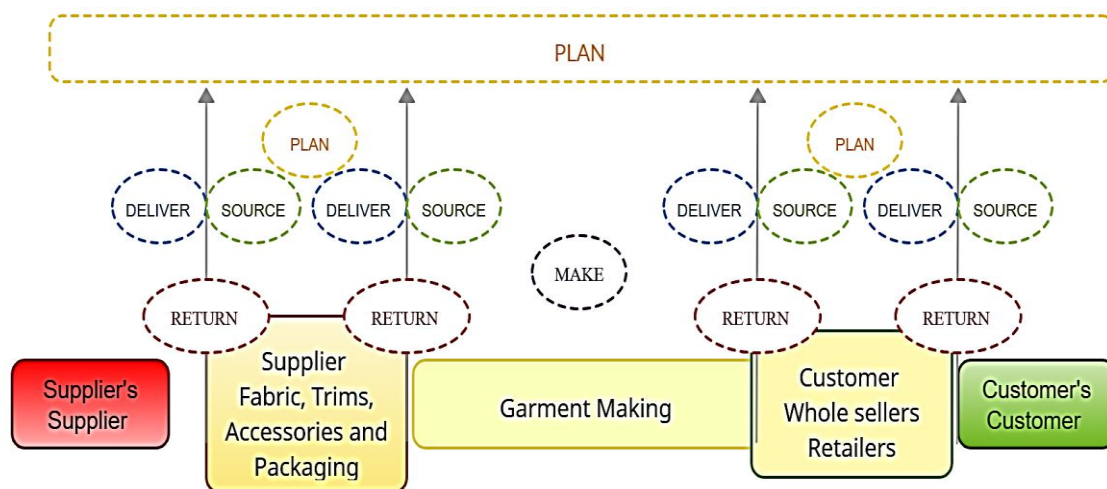 PLAN
PLAN
PLAN
DELIVER
SOURCE
DELIVER
SOURCE
DELIVER
SOURCE
DELIVER
SOURCE
MAKE
RETURN
RETURN
RETURN
RETURN
Supplier's
Supplier
Supplier
Fabric, Trims,
Accessories and
Packaging
Garment Making
Customer
Whole sellers
Retailers
Customer's
Customer